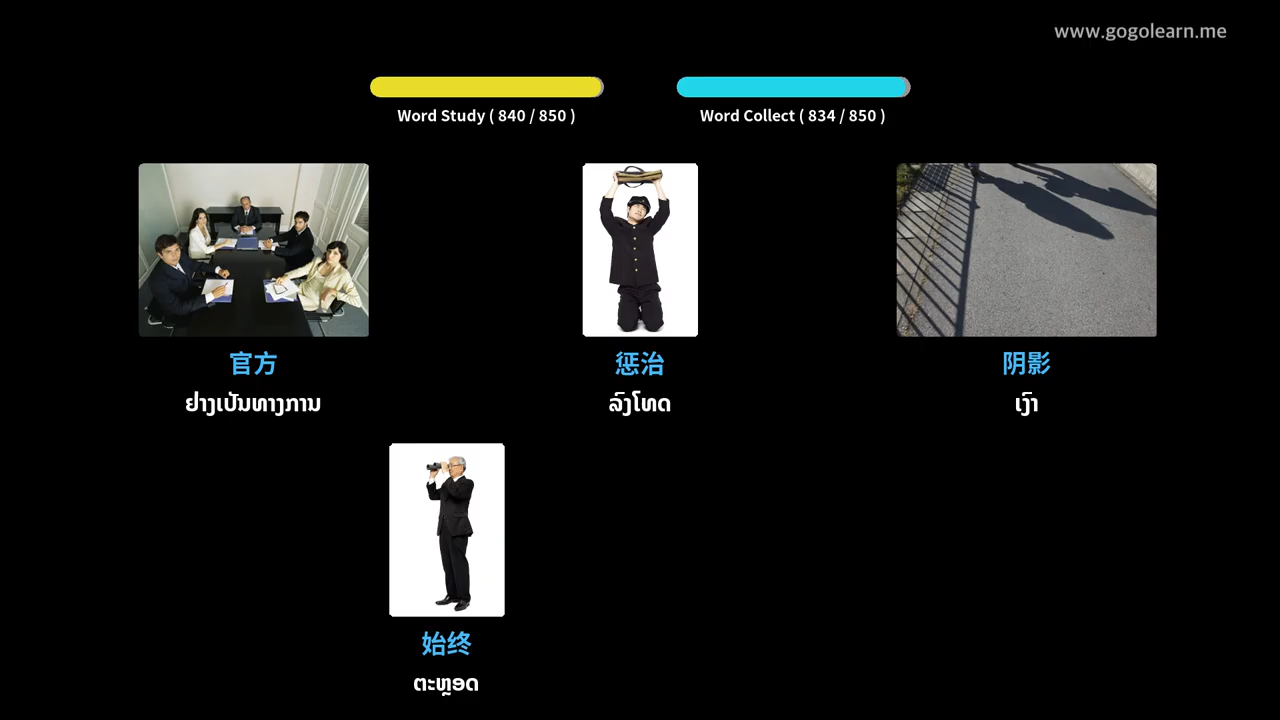 www.gogolearn.me
Word Study ( 840 / 850 )
Word Collect ( 834 / 850 )
官方
惩治
阴影
ຢ່າງເປັນທາງການ
ລົງໂທດ
ເງົາ
始终
ຕະຫຼອດ